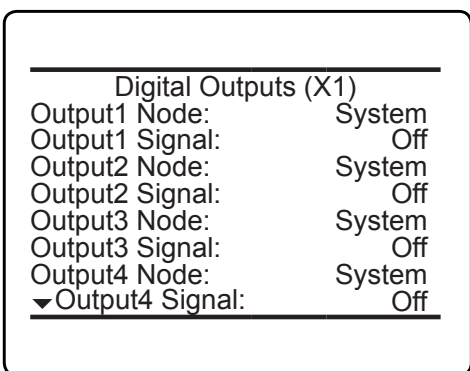 Digital Outputs (X1)
Output1 Node: System
Output1 Signal: Off
Output2 Node: System
Output2 Signal: Off
Output3 Node: System
Output3 Signal: Off
Output4 Node: System
Output4 Signal: Off